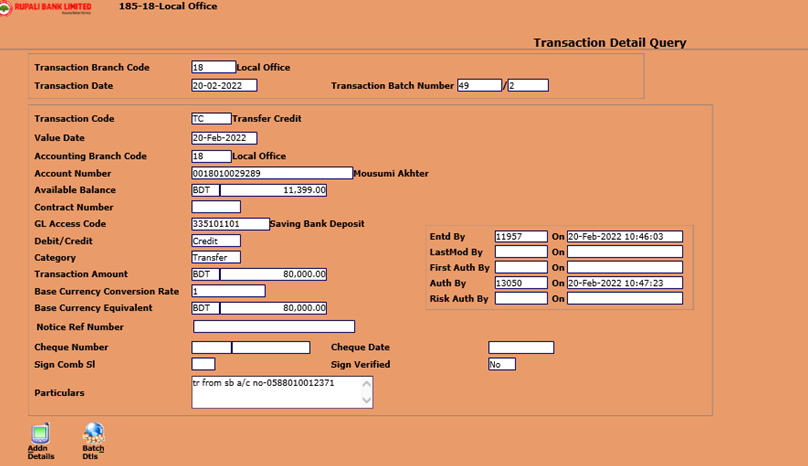 RUPALI BANK LIMITED 185-18-Local Office
Transaction Detail Query
Transaction Branch Code 18 Local Office
Transaction Date 20-02-2022 Transaction Batch Number 49 / 2
Transaction Code TC Transfer Credit
Value Date 20-Feb-2022
Accounting Branch Code 18 Local Office
Account Number 0018010029289 Mousumi Akhter
Available Balance BDT 11,399.00
Contract Number
GL Access Code 335101101 Saving Bank Deposit
Debit/Credit Credit
Category Transfer
Transaction Amount BDT 80,000.00
Base Currency Conversion Rate 1
Base Currency Equivalent BDT 80,000.00
Notice Ref Number
Entd By 11957 On 20-Feb-2022 10:46:03
LastMod By On
First Auth By On
Auth By 13050 On 20-Feb-2022 10:47:23
Risk Auth By On
Cheque Number Cheque Date
Sign Comb Sl Sign Verified No
Particulars tr from sb a/c no-0588010012371
Addn Batch
Details Dtls